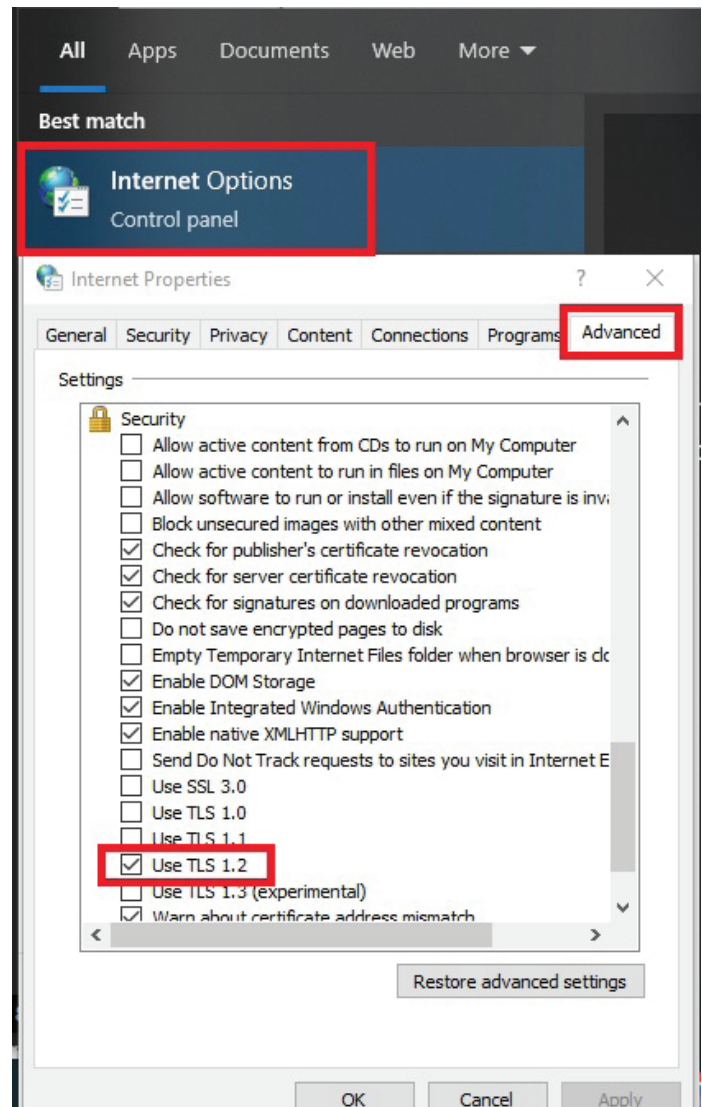 All Apps Documents Web More
Best match
Internet Options
Control panel
Internet Properties ?
General Security Privacy Content Connections Programs Advanced
Settings
Security
Allow active content from CDs to run on My Computer
Allow active content to run in files on My Computer
Allow software to run or install even if the signature is inva
Block unsecured images with other mixed content
Check for publisher's certificate revocation
Check for server certificate revocation
Check for signatures on downloaded programs
Do not save encrypted pages to disk
Empty Temporary Internet Files folder when browser is clc
Enable DOM Storage
Enable Integrated Windows Authentication
Enable native XMLHTTP support
Send Do Not Track requests to sites you visit in Internet E
Use SSL 3.0
Use TLS 1.0
Use TLS 1.1
Use TLS 1.2
Use TLS 1.3 (experimental)
Warn about certificate address mismatch
Restore advanced settings
OK Cancel Apply